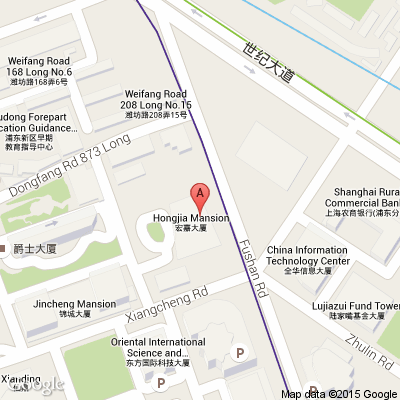 世纪大道
Weifang Road
168 Long No.6
潍坊路168弄6号
Weifang Road
208 Long No.15
潍坊路208弄15号
udong Forepart
cation Guidance...
浦东新区早期
教育指导中心
Dongfang Rd 873 Long
A
Hongjia Mansion
宏嘉大厦
Shanghai Rura
Commercial Bank
上海农商银行(浦东分
爵士大厦
Fushan Rd
China Information
Technology Center
全华信息大厦
Jincheng Mansion
锦城大厦
Xiangcheng Rd
Lujiazui Fund Tower
陆家嘴基金大厦
Zhulin Rd
Oriental International
Science and...
东方国际科技大厦
P
P
Xiauding
Map data ©2015 Google